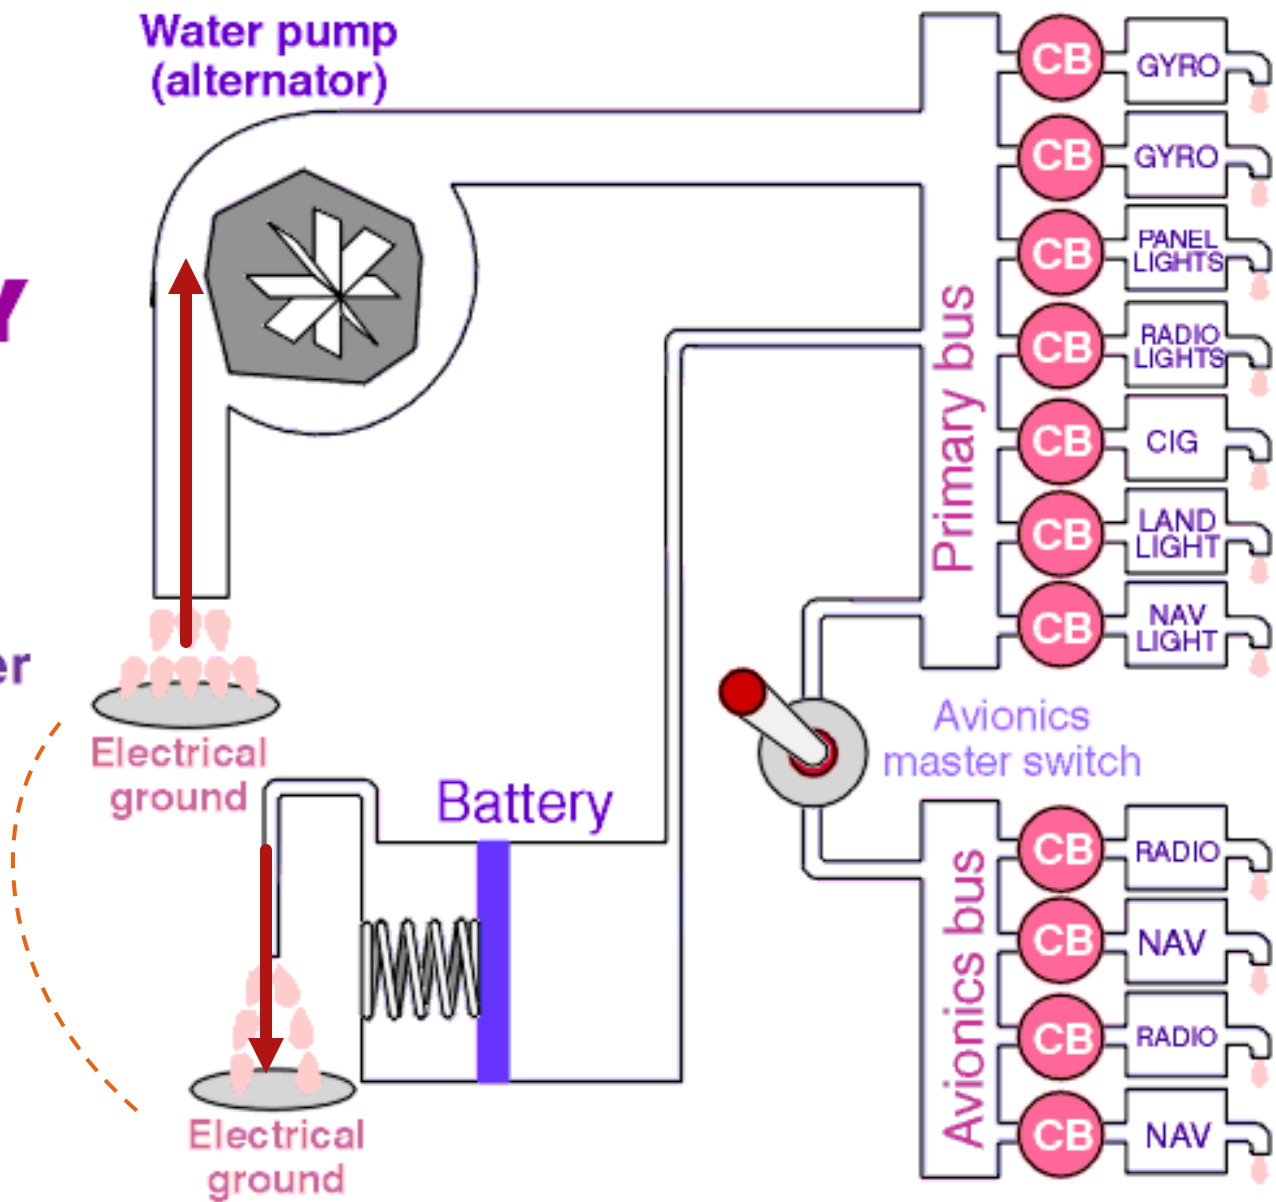 Water pump
(alternator)
Y
er
Electrical
ground
Battery
Electrical
ground
Primary bus
CB GYRO
CB GYRO
CB PANEL
LIGHTS
CB RADIO
LIGHTS
CB CIG
CB LAND
LIGHT
CB NAV
LIGHT
Avionics
master switch
Avionics bus
CB RADIO
CB NAV
CB RADIO
CB NAV